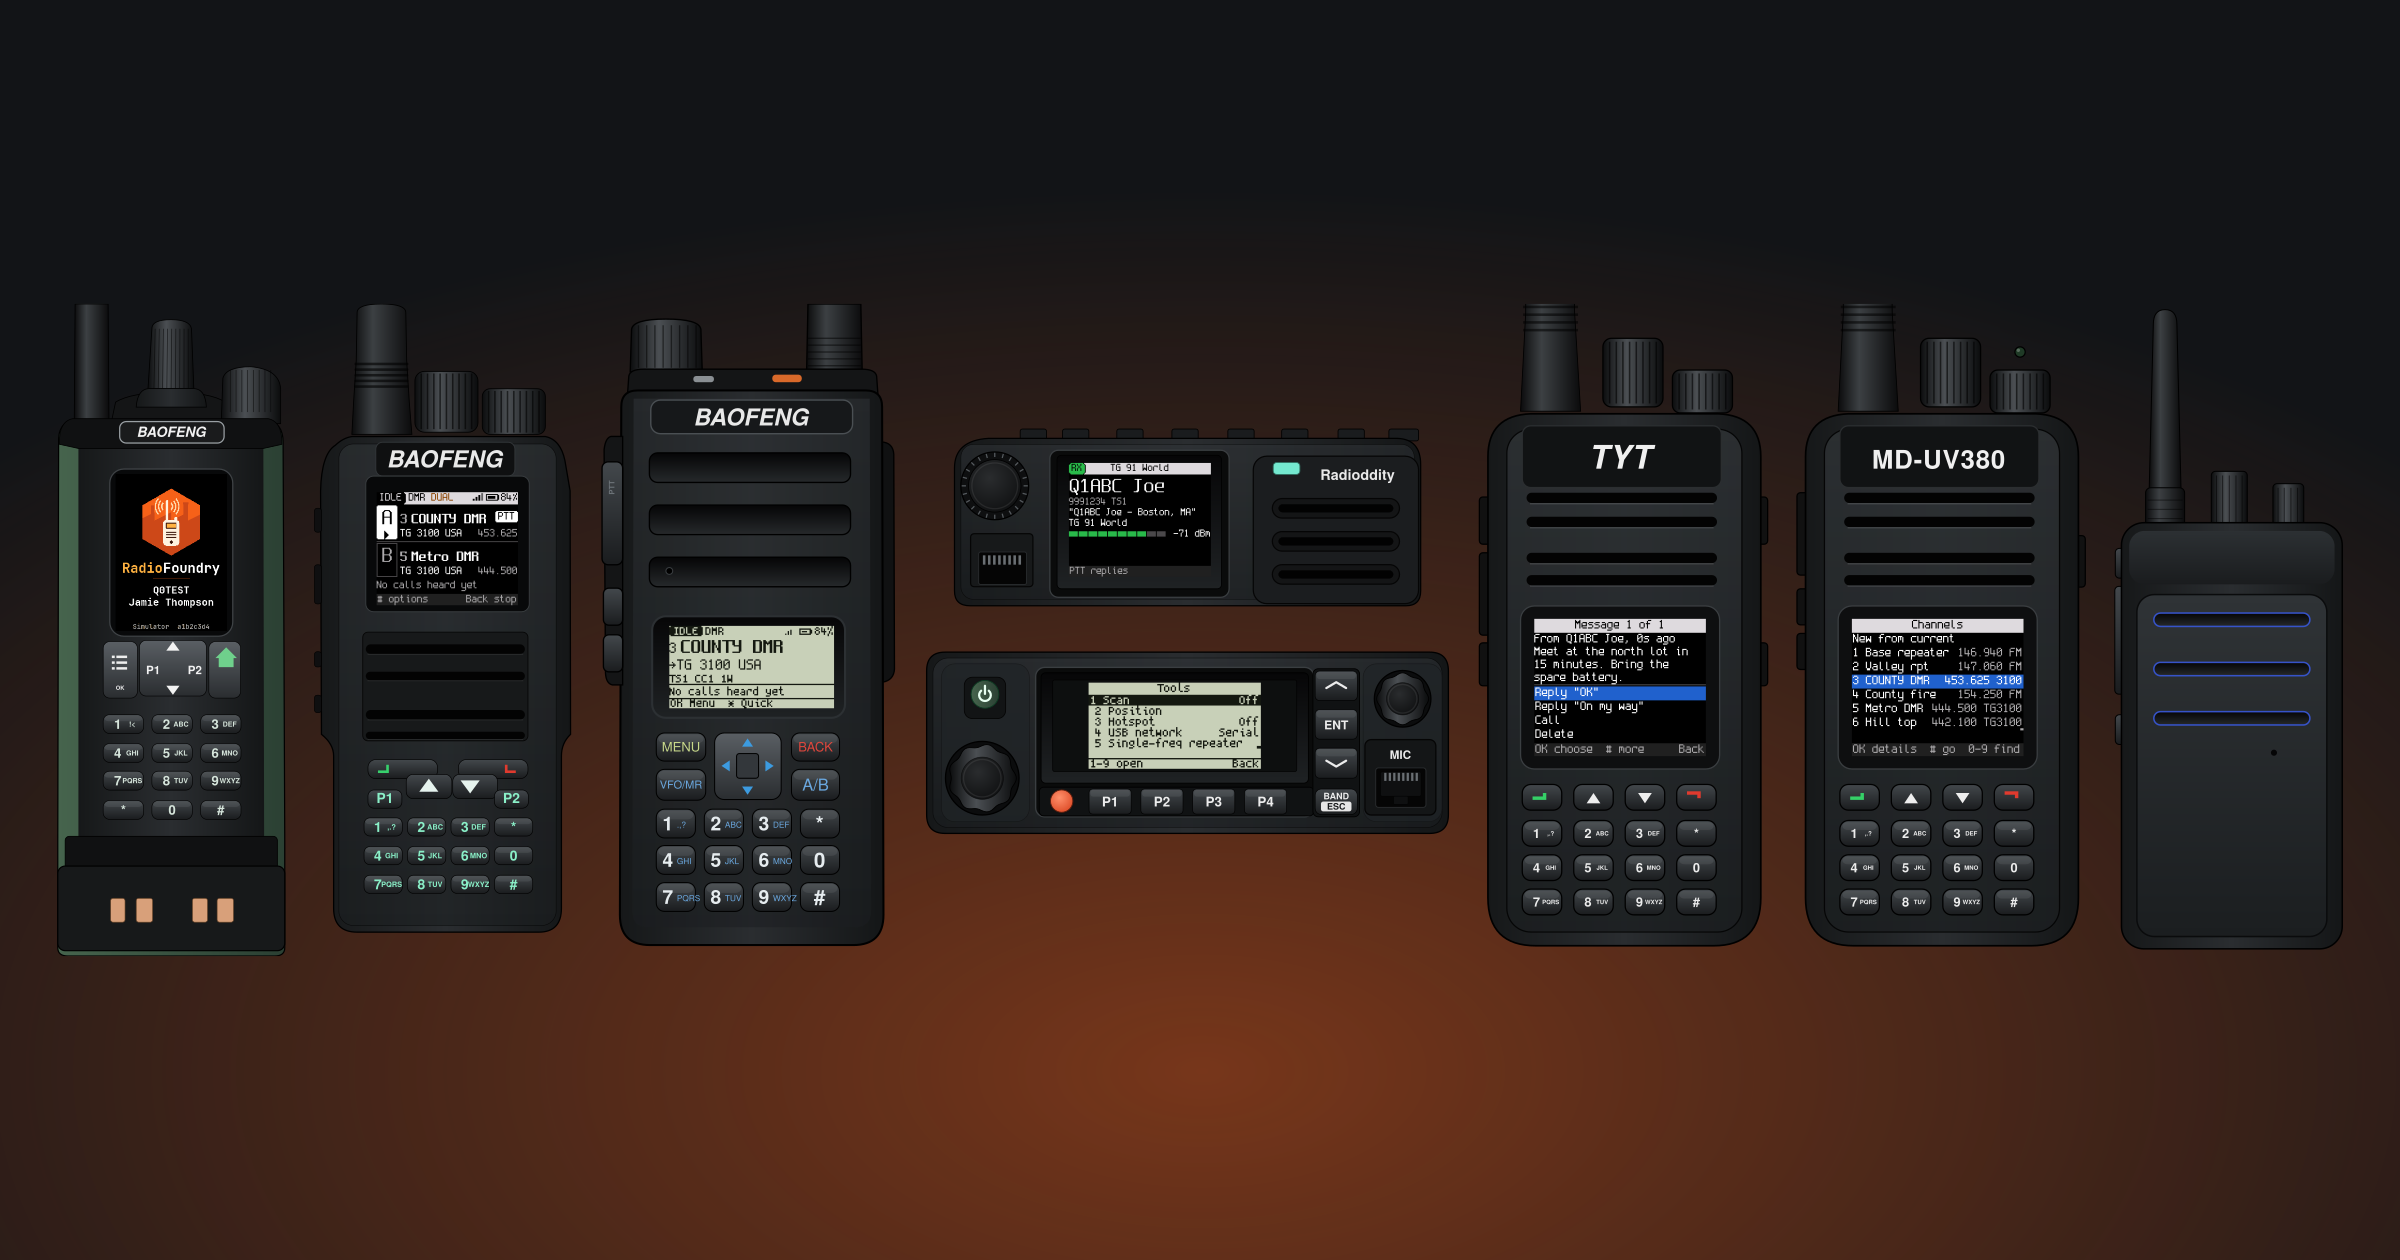 BAOFENG
RadioFoundry
Q0TEST
Jamie Thompson
Simulator a1b2c3d4
OK
P1 P2
1 !< 2 ABC 3 DEF
4 GHI 5 JKL 6 MNO
7 PQRS 8 TUV 9 WXYZ
* 0 #
BAOFENG
IDLE DMR DUAL 84%
A 3 COUNTY DMR PTT
TG 3100 USA 453.625
B 5 Metro DMR
TG 3100 USA 444.500
No calls heard yet
# options Back stop
P1 P2
1 .,? 2 ABC 3 DEF *
4 GHI 5 JKL 6 MNO 0
7 PQRS 8 TUV 9 WXYZ #
PTT
BAOFENG
IDLE DMR 84%
3 COUNTY DMR
→TG 3100 USA
TS1 CC1 1W
No calls heard yet
OK Menu * Quick
MENU BACK
VFO/MR A/B
1 .,? 2 ABC 3 DEF *
4 GHI 5 JKL 6 MNO 0
7 PQRS 8 TUV 9 WXYZ #
RX TG 91 World
Q1ABC Joe
9991234 TS1
"Q1ABC Joe - Boston, MA"
TG 91 World
-71 dBm
PTT replies
Radioddity
Tools
1 Scan Off
2 Position
3 Hotspot Off
4 USB network Serial
5 Single-freq repeater
1-9 open Back
ENT
BAND
ESC
P1 P2 P3 P4
MIC
TYT
Message 1 of 1
From Q1ABC Joe, 0s ago
Meet at the north lot in
15 minutes. Bring the
spare battery.
Reply "OK"
Reply "On my way"
Call
Delete
OK choose # more Back
1 .,? 2 ABC 3 DEF *
4 GHI 5 JKL 6 MNO 0
7 PQRS 8 TUV 9 WXYZ #
MD-UV380
Channels
New from current
1 Base repeater 146.940 FM
2 Valley rpt 147.060 FM
3 COUNTY DMR 453.625 3100
4 County fire 154.250 FM
5 Metro DMR 444.500 TG3100
6 Hill top 442.100 TG3100
OK details # go 0-9 find
1 .,? 2 ABC 3 DEF *
4 GHI 5 JKL 6 MNO 0
7 PQRS 8 TUV 9 WXYZ #